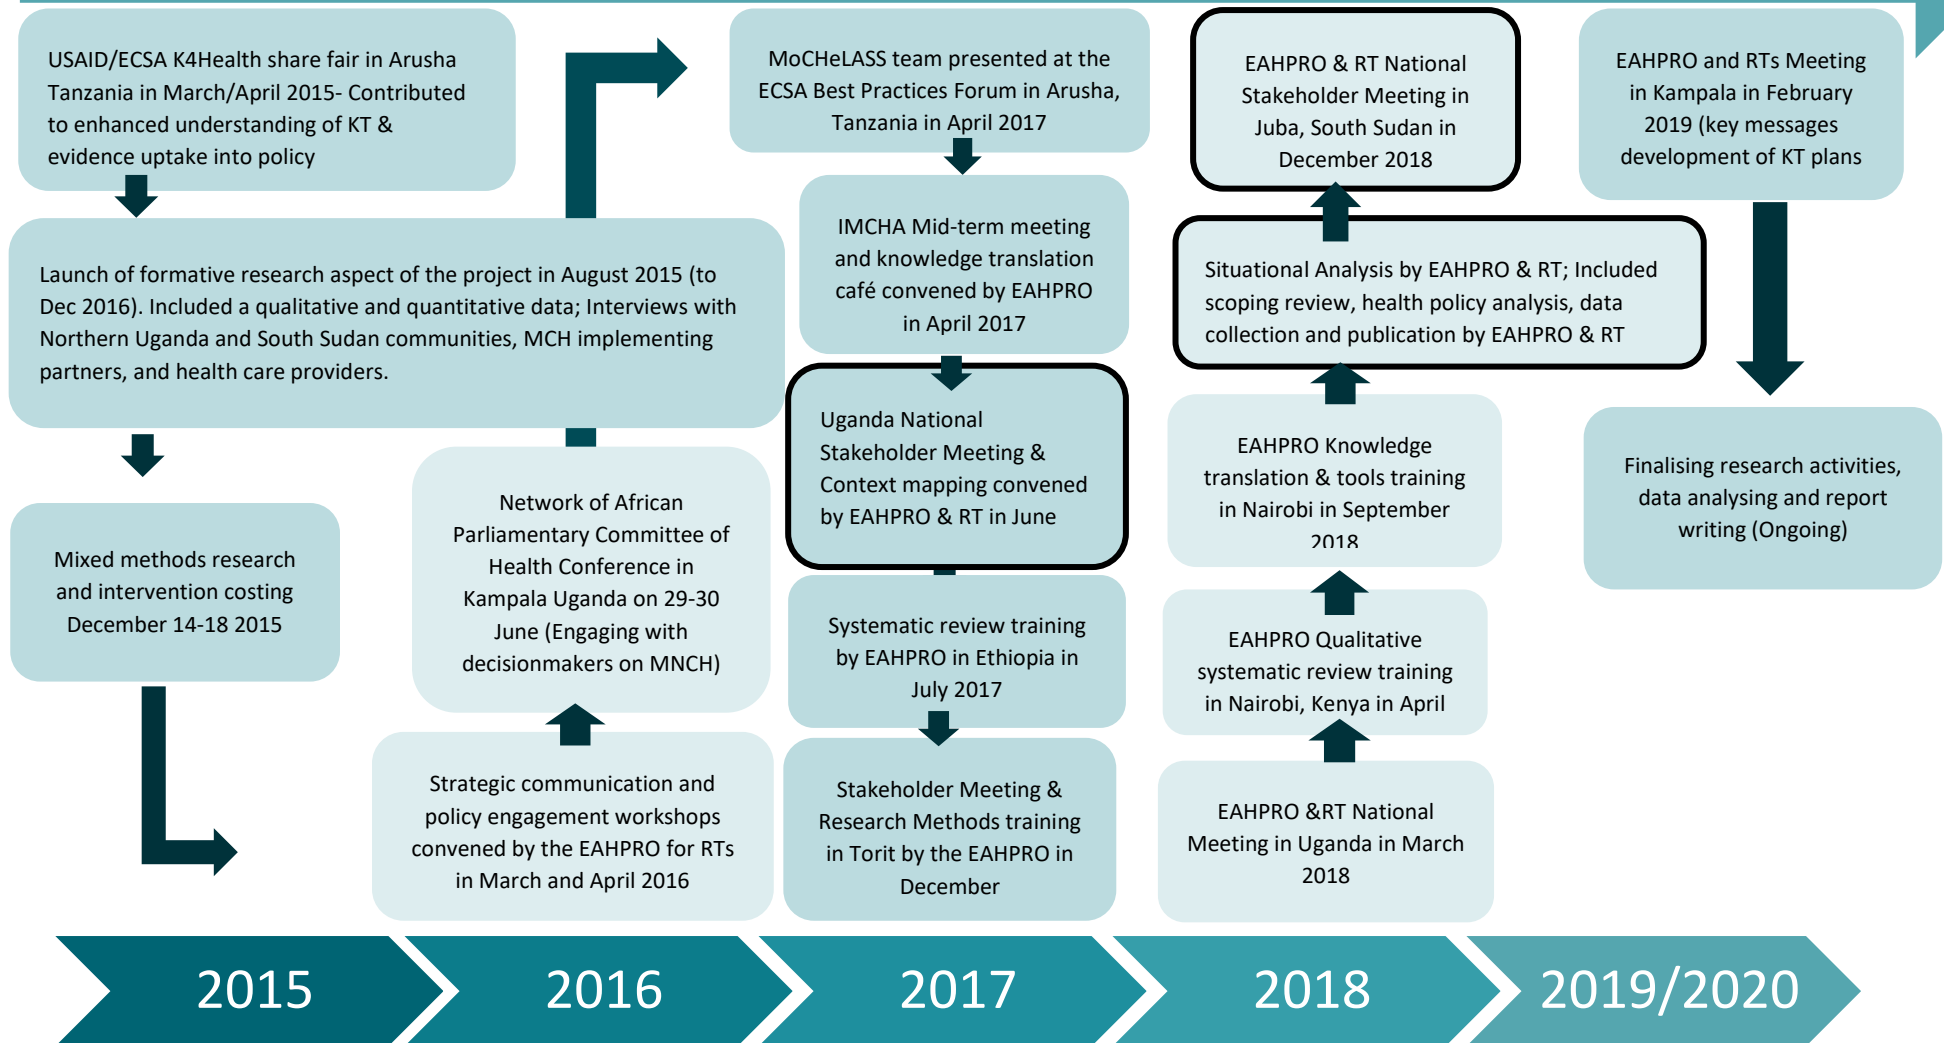 USAID/ECSA K4Health share fair in Arusha
Tanzania in March/April 2015- Contributed
to enhanced understanding of KT &
evidence uptake into policy
Launch of formative research aspect of the project in August 2015 (to
Dec 2016). Included a qualitative and quantitative data; Interviews with
Northern Uganda and South Sudan communities, MCH implementing
partners, and health care providers.
Mixed methods research
and intervention costing
December 14-18 2015
Network of African
Parliamentary Committee of
Health Conference in
Kampala Uganda on 29-30
June (Engaging with
decisionmakers on MNCH)
Strategic communication and
policy engagement workshops
convened by the EAHPRO for RTs
in March and April 2016
MoCHeLASS team presented at the
ECSA Best Practices Forum in Arusha,
Tanzania in April 2017
IMCHA Mid-term meeting
and knowledge translation
café convened by EAHPRO
in April 2017
Uganda National
Stakeholder Meeting &
Context mapping convened
by EAHPRO & RT in June
Systematic review training
by EAHPRO in Ethiopia in
July 2017
Stakeholder Meeting &
Research Methods training
in Torit by the EAHPRO in
December
EAHPRO & RT National
Stakeholder Meeting in
Juba, South Sudan in
December 2018
Situational Analysis by EAHPRO & RT; Included
scoping review, health policy analysis, data
collection and publication by EAHPRO & RT
EAHPRO Knowledge
translation & tools training
in Nairobi in September
2018
EAHPRO Qualitative
systematic review training
in Nairobi, Kenya in April
EAHPRO &RT National
Meeting in Uganda in March
2018
EAHPRO and RTs Meeting
in Kampala in February
2019 (key messages
development of KT plans
Finalising research activities,
data analysing and report
writing (Ongoing)
2015
2016
2017
2018
2019/2020